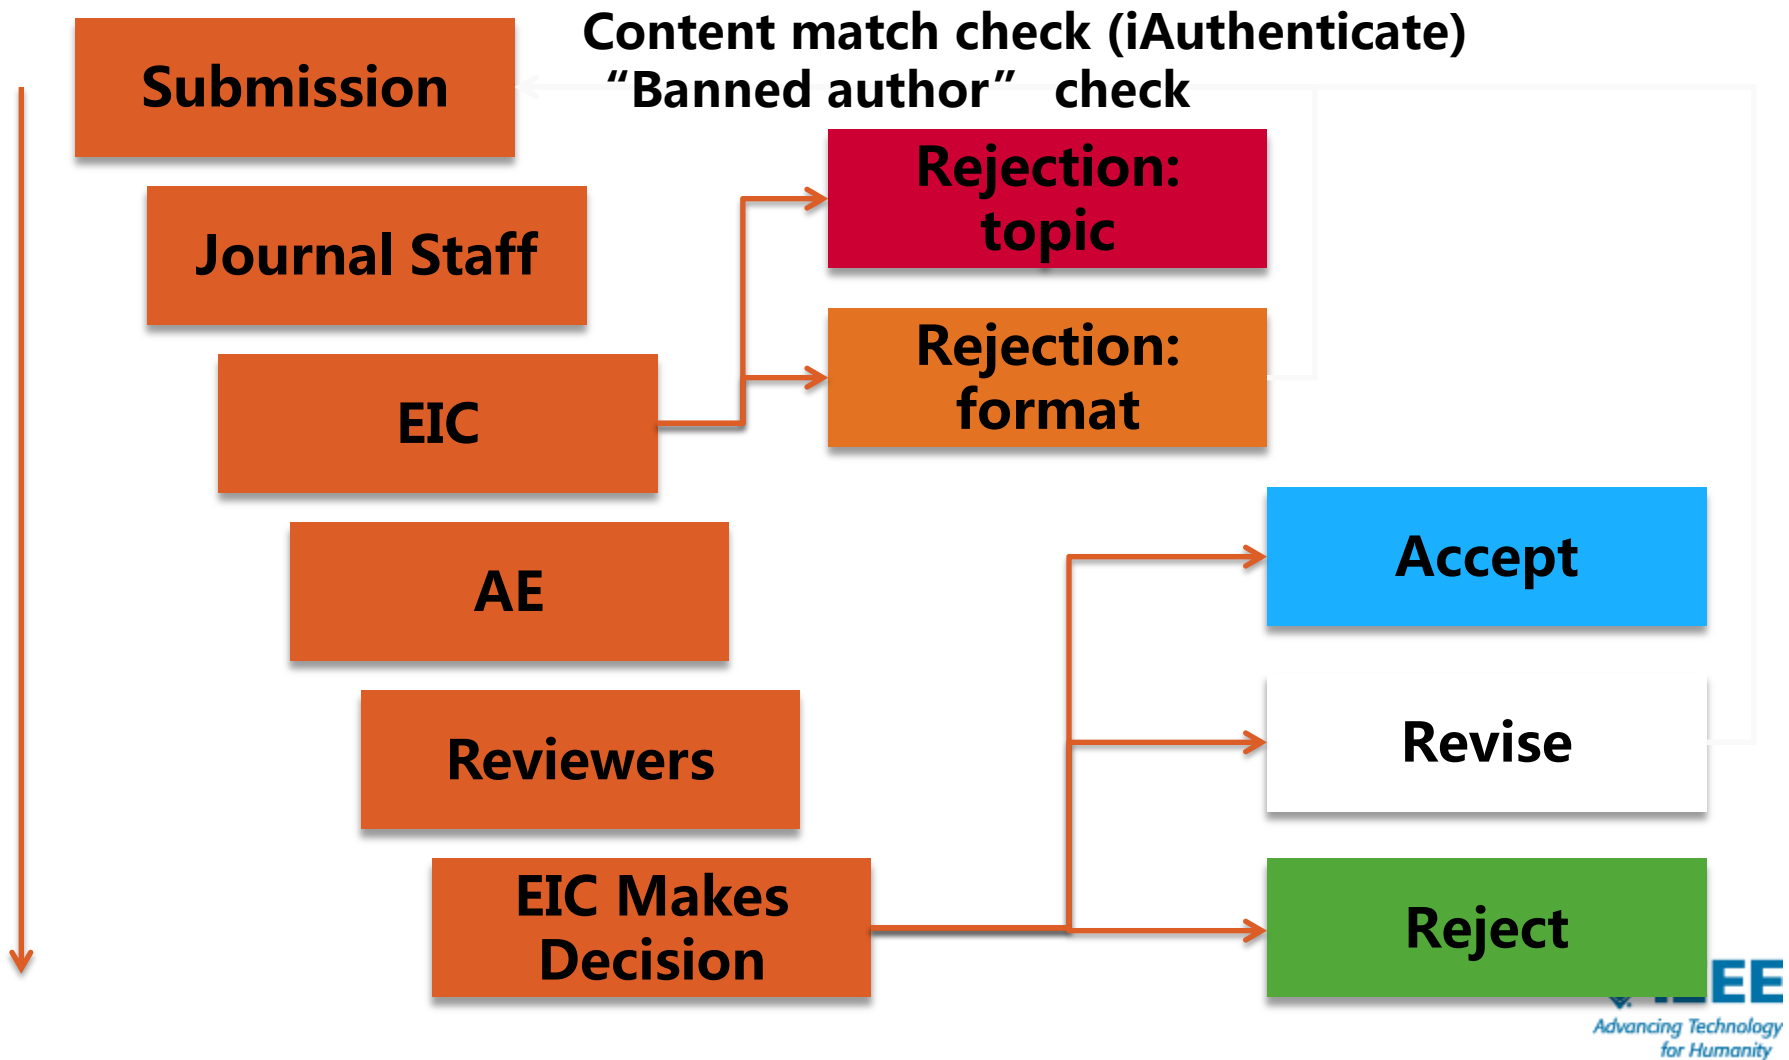 Content match check (iAuthenticate)
“Banned author” check
Submission
Journal Staff
EIC
AE
Reviewers
EIC Makes
Decision
Rejection:
topic
Rejection:
format
Accept
Revise
Reject
IEEE
Advancing Technology
for Humanity